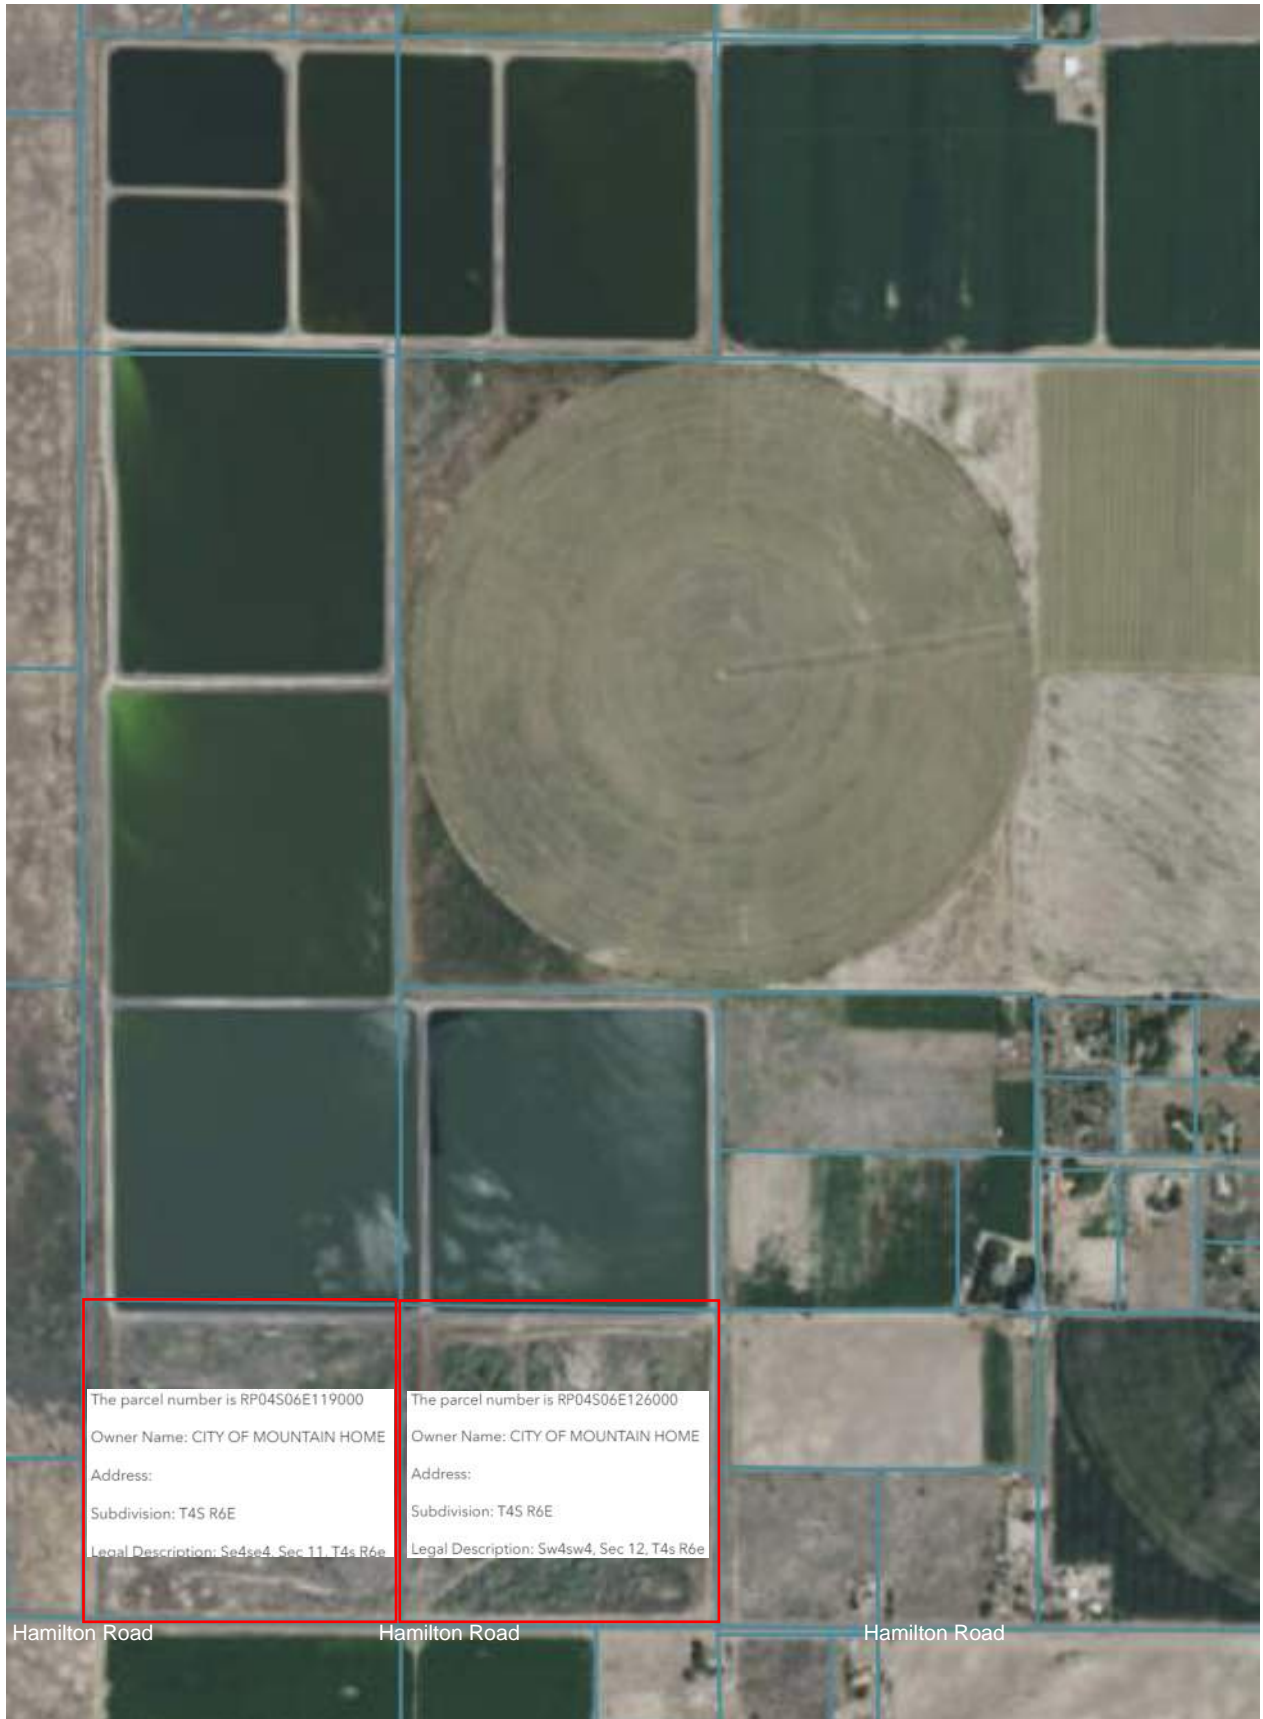 The parcel number is RP04S06E119000
Owner Name: CITY OF MOUNTAIN HOME
Address:
Subdivision: T4S R6E
Legal Description: Se4se4, Sec 11, T4s R6e
The parcel number is RP04S06E126000
Owner Name: CITY OF MOUNTAIN HOME
Address:
Subdivision: T4S R6E
Legal Description: Sw4sw4, Sec 12, T4s R6e
Hamilton Road
Hamilton Road
Hamilton Road